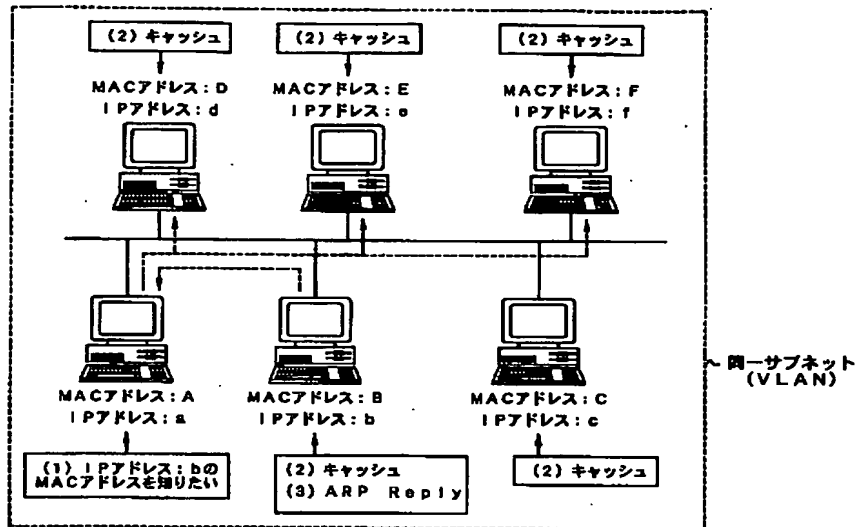 (2) キャッシュ
(2) キャッシュ
(2) キャッシュ
MACアドレス:D
MACアドレス:E
MACアドレス:F
IPアドレス:d
IPアドレス:e
IPアドレス:f
同一サブネット
(VLAN)
MACアドレス:A
MACアドレス:B
MACアドレス:C
IPアドレス:a
IPアドレス:b
IPアドレス:c
(1) IPアドレス:bの
MACアドレスを知りたい
(2) キャッシュ
(3) ARP Reply
(2) キャッシュ